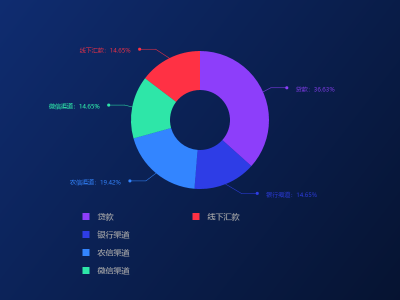 线下汇款：14.65%
贷款：36.63%
微信渠道：14.65%
农信渠道：19.42%
银行渠道：14.65%
贷款
线下汇款
银行渠道
农信渠道
微信渠道